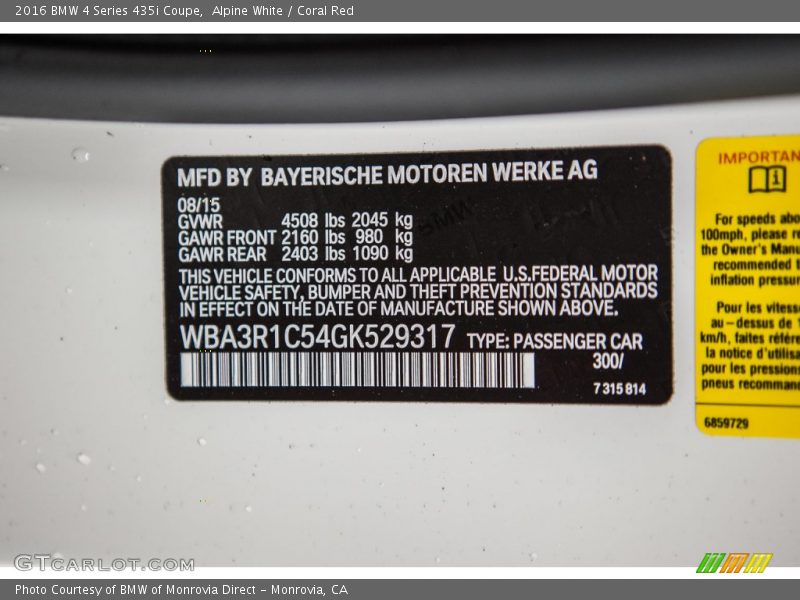 2016 BMW 4 Series 435i Coupe,  Alpine White / Coral Red
MFD BY BAYERISCHE MOTOREN WERKE AG
08/15
GVWR 4508 lbs 2045 kg
GAWR FRONT 2160 lbs 980 kg
GAWR REAR 2403 lbs 1090 kg
THIS VEHICLE CONFORMS TO ALL APPLICABLE U.S.FEDERAL MOTOR
VEHICLE SAFETY, BUMPER AND THEFT PREVENTION STANDARDS
IN EFFECT ON THE DATE OF MANUFACTURE SHOWN ABOVE.
WBA3R1C54GK529317 TYPE: PASSENGER CAR
300/
7 315 814
IMPORTAN
i
For speeds abo
100mph, please re
the Owner's Manu
recommended t
inflation pressur
Pour les vitess
au-dessus de 1
km/h, faites référe
la notice d'utilisa
pour les pression
pneus recomman
6859729
GTcarlot.com
Photo Courtesy of BMW of Monrovia Direct - Monrovia, CA